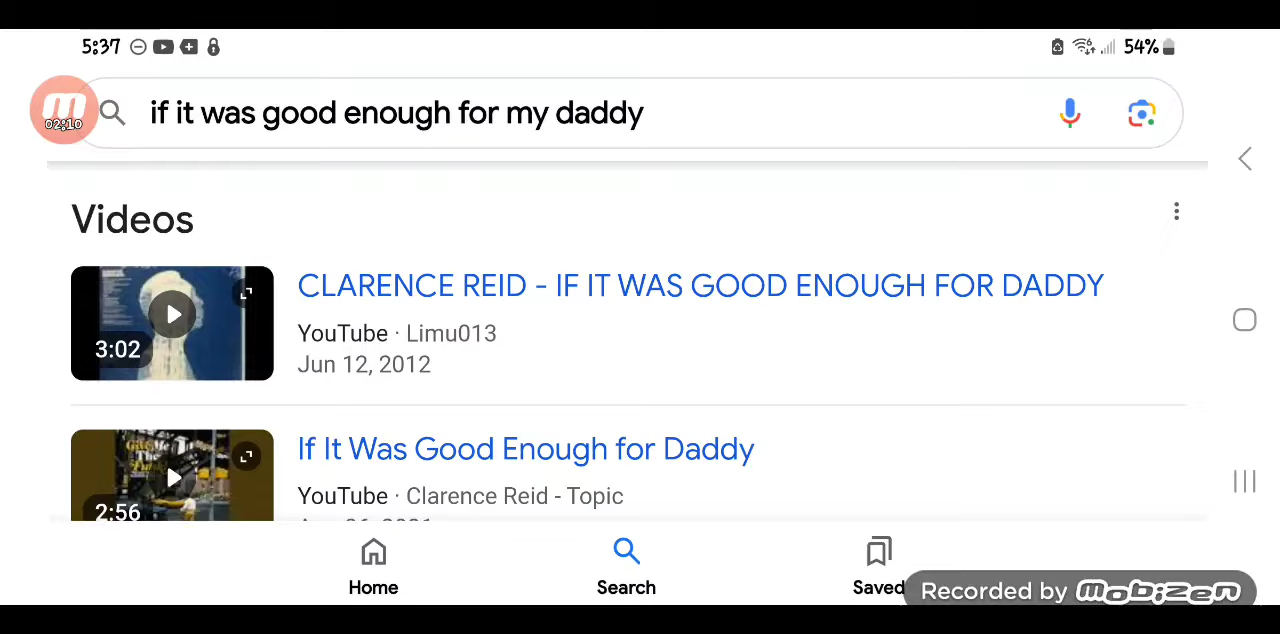 5:37 54%
02:10
if it was good enough for my daddy
Videos
CLARENCE REID - IF IT WAS GOOD ENOUGH FOR DADDY
3:02
YouTube · Limu013
Jun 12, 2012
If It Was Good Enough for Daddy
2:56
YouTube · Clarence Reid - Topic
Home Search Saved
Recorded by mobizen